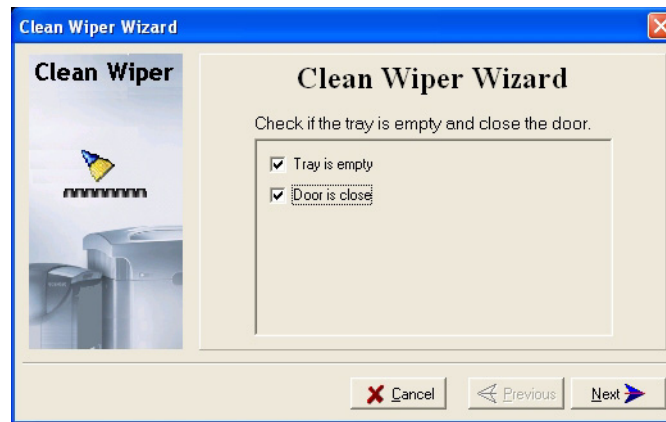 Clean Wiper Wizard
Clean Wiper
Clean Wiper Wizard
Check if the tray is empty and close the door.
Tray is empty
Door is close
Cancel
Previous
Next